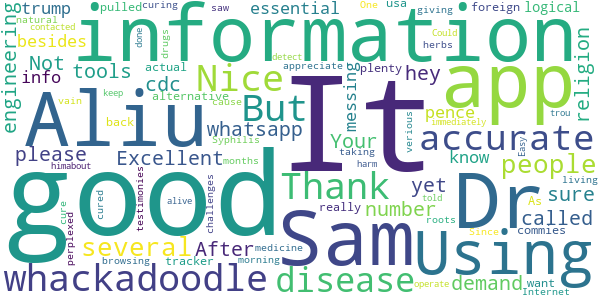 trump pulled curing saw essential One usa foreign logical
natural contacted done drugs giving
engineering besides information app religion
Not tools Nice hey appreciate plenty detect herbs
info actual cdc alternative Could
vain back cause But messing It immediately
Aliu whatsapp Your pence Dr accurate various
please Excellent Syphilis taking harm know people
himabout months Thank yet Easy
good cure cured testimonies challenges really number told called sure
perplexed alive After Sam roots As living commies
several tracker medicine Since Using want
browsing morning keep operate Internet
whackadoodle disease demand